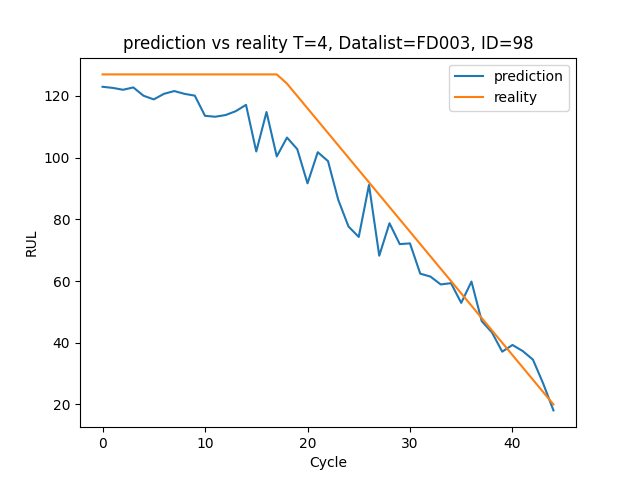 prediction vs reality T=4, Datalist=FD003, ID=98
prediction
reality
120
100
80
60
40
20
RUL
0 10 20 30 40
Cycle